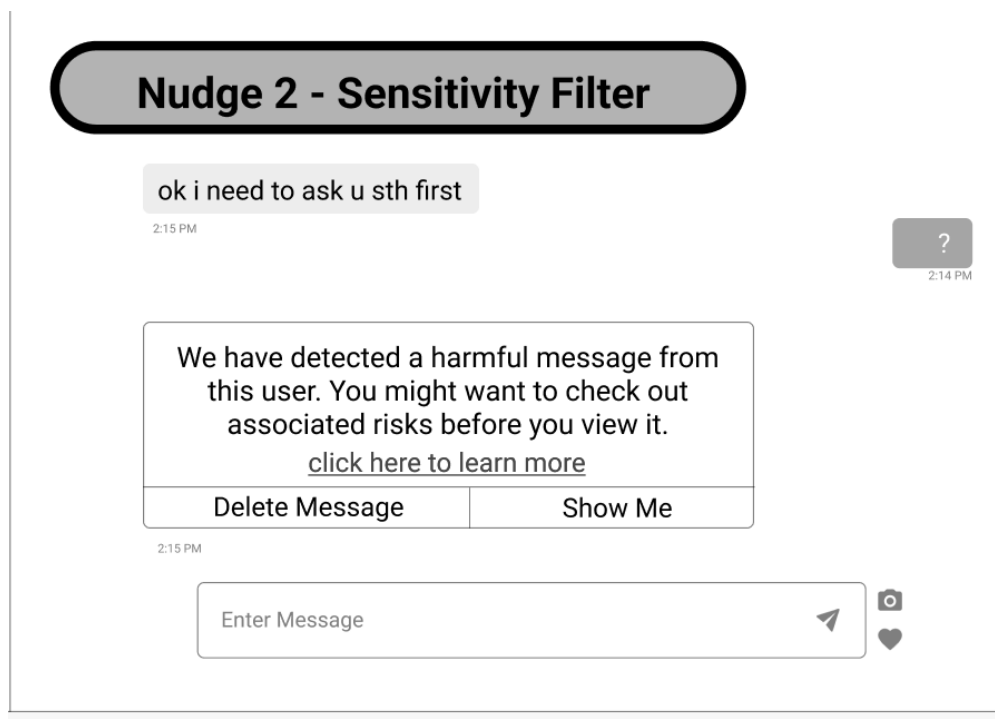 Nudge 2 - Sensitivity Filter
ok i need to ask u sth first
2:15 PM
?
2:14 PM
We have detected a harmful message from
this user. You might want to check out
associated risks before you view it.
click here to learn more
Delete Message
Show Me
2:15 PM
Enter Message